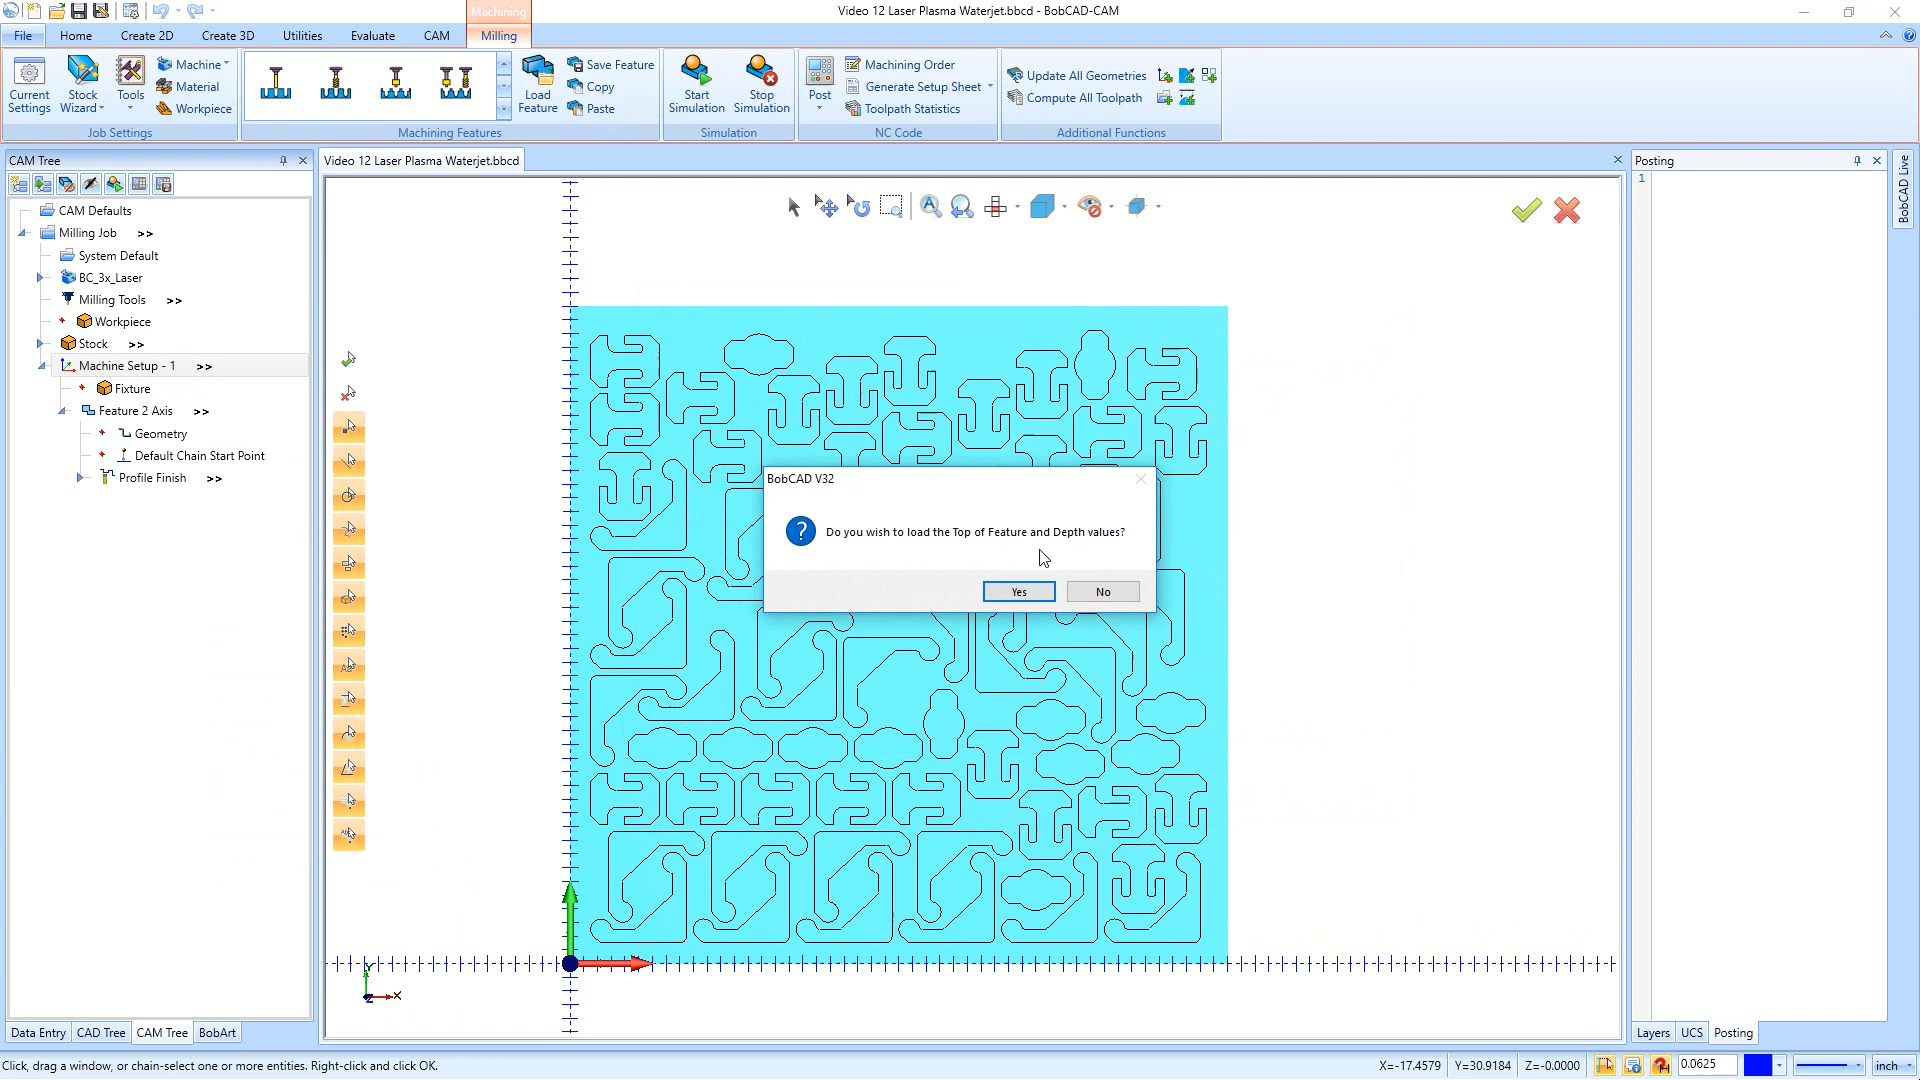 Video 12 Laser Plasma Waterjet.bbcd - BobCAD-CAM
Machining
File Home Create 2D Create 3D Utilities Evaluate CAM Milling
Current Settings
Stock Wizard
Tools
Machine
Material
Workpiece
Job Settings
Load Feature
Save Feature
Copy
Paste
Machining Features
Start Simulation
Stop Simulation
Simulation
Post
Machining Order
Generate Setup Sheet
Toolpath Statistics
NC Code
Update All Geometries
Compute All Toolpath
Additional Functions
CAM Tree
Video 12 Laser Plasma Waterjet.bbcd
Posting
BobCAD Live
1
CAM Defaults
Milling Job >>
System Default
BC_3x_Laser
Milling Tools >>
Workpiece
Stock >>
Machine Setup - 1 >>
Fixture
Feature 2 Axis >>
Geometry
Default Chain Start Point
Profile Finish >>
BobCAD V32
Do you wish to load the Top of Feature and Depth values?
Yes No
Y
X
Z
Data Entry CAD Tree CAM Tree BobArt
Layers UCS Posting
Click, drag a window, or chain-select one or more entities. Right-click and click OK.
X=-17.4579 Y=30.9184 Z=-0.0000 0.0625 inch